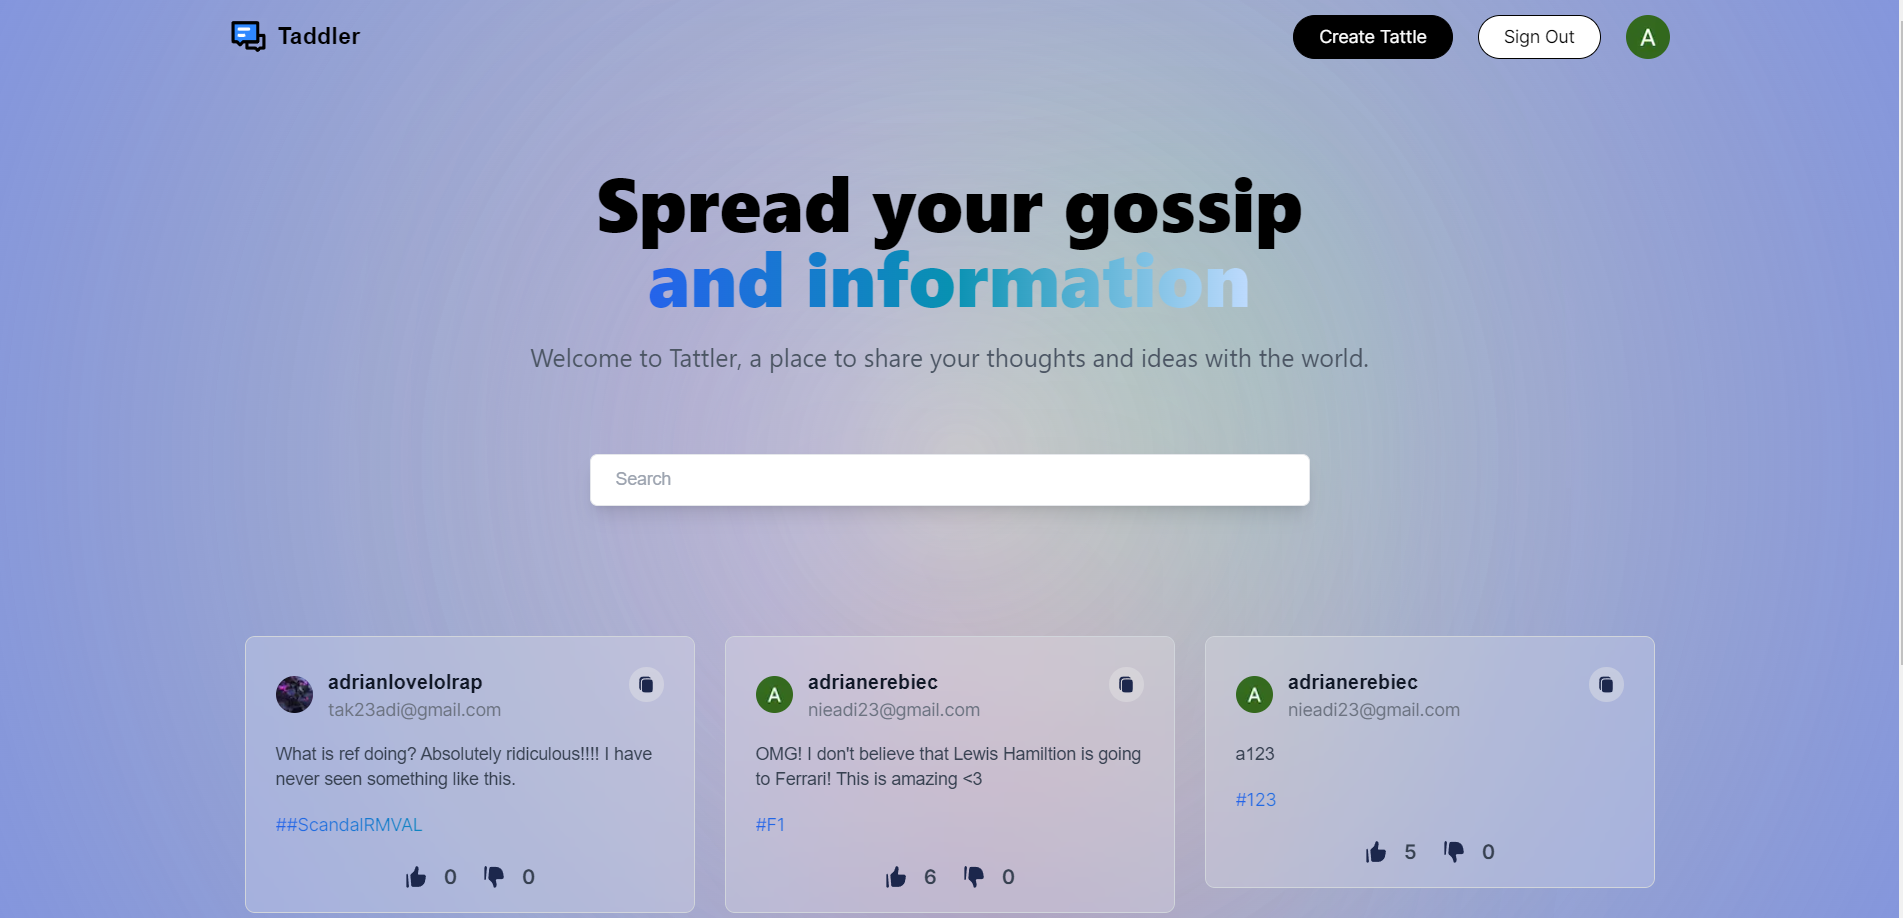 Taddler
Create Tattle
Sign Out
A
Spread your gossip
and information
Welcome to Tattler, a place to share your thoughts and ideas with the world.
Search
adrianlovelolrap
tak23adi@gmail.com
What is ref doing? Absolutely ridiculous!!!! I have
never seen something like this.
##ScandalRMVAL
0
0
A
adrianerebiec
nieadi23@gmail.com
OMG! I don't believe that Lewis Hamiltion is going
to Ferrari! This is amazing <3
#F1
6
0
A
adrianerebiec
nieadi23@gmail.com
a123
#123
5
0